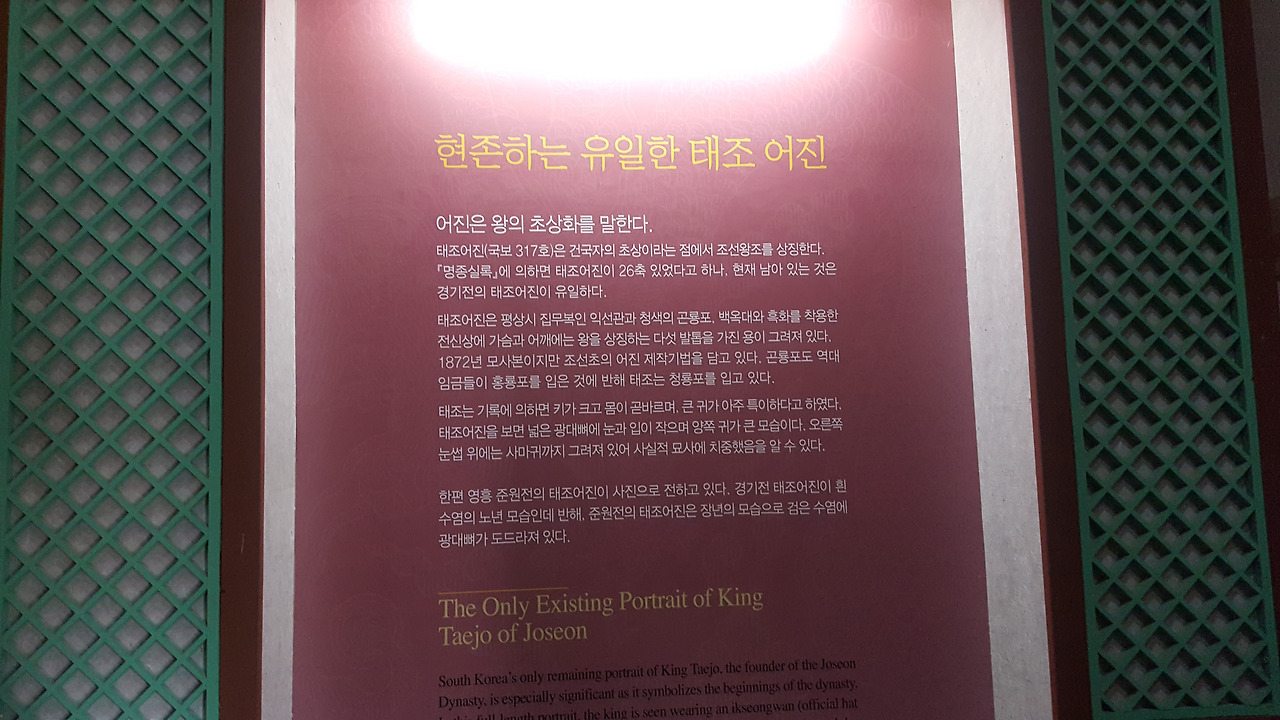 현존하는 유일한 태조 어진
어진은 왕의 초상화를 말한다.
태조어진(국보 317호)은 건국자의 초상이라는 점에서 조선왕조를 상징한다.
『명종실록』에 의하면 태조어진이 26축 있었다고 하나, 현재 남아 있는 것은
경기전의 태조어진이 유일하다.
태조어진은 평상시 집무복인 익선관과 청색의 곤룡포, 백옥대와 흑화를 착용한
전신상에 가슴과 어깨에는 왕을 상징하는 다섯 발톱을 가진 용이 그려져 있다.
1872년 모사본이지만 조선초의 어진 제작기법을 담고 있다. 곤룡포도 역대
임금들이 홍룡포를 입은 것에 반해 태조는 청룡포를 입고 있다.
태조는 기록에 의하면 키가 크고 몸이 곧바르며, 큰 귀가 아주 특이하다고 하였다.
태조어진을 보면 넓은 광대뼈에 눈과 입이 작으며 양쪽 귀가 큰 모습이다. 오른쪽
눈썹 위에는 사마귀까지 그려져 있어 사실적 묘사에 치중했음을 알 수 있다.
한편 영흥 준원전의 태조어진이 사진으로 전하고 있다. 경기전 태조어진이 흰
수염의 노년 모습인데 반해, 준원전의 태조어진은 장년의 모습으로 검은 수염에
광대뼈가 도드라져 있다.
The Only Existing Portrait of King
Taejo of Joseon
South Korea's only remaining portrait of King Taejo, the founder of the Joseon
Dynasty, is especially significant as it symbolizes the beginnings of the dynasty.
In this full-length portrait, the king is seen wearing an ikseongwan (official hat